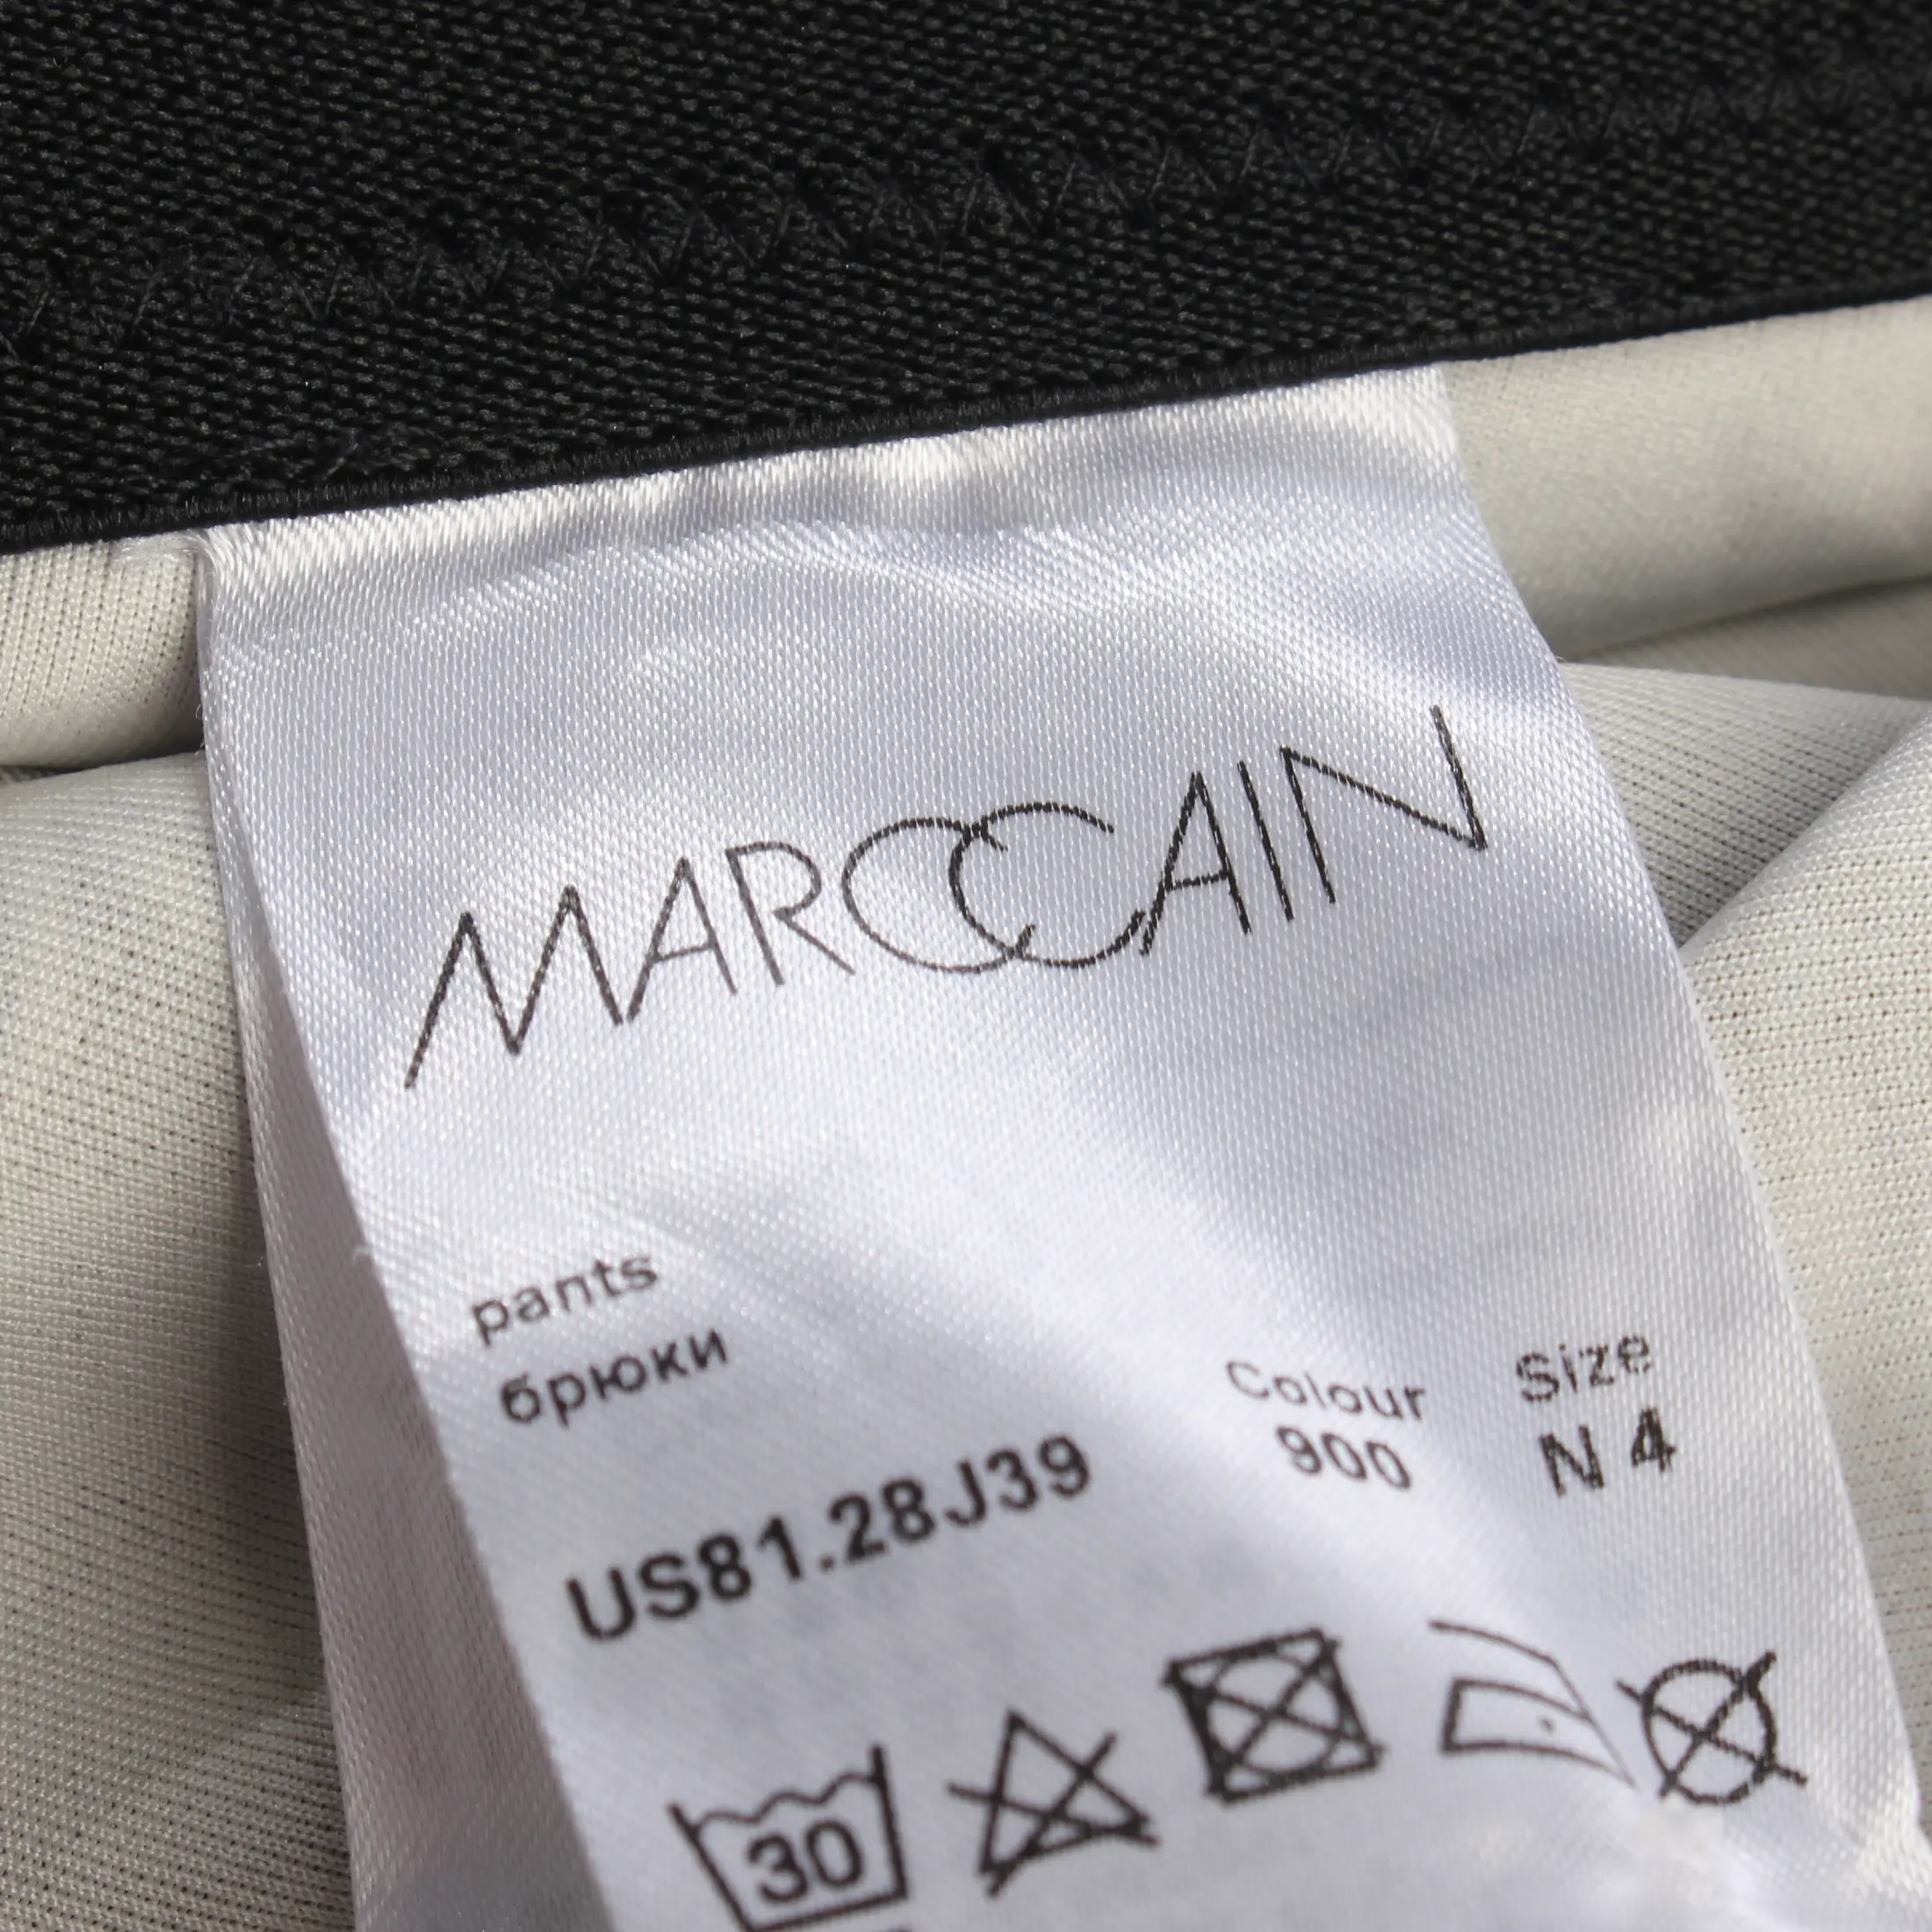 MARCCAIN
pants
брюки
Colour Size
US81.28J39 900 N 4
30